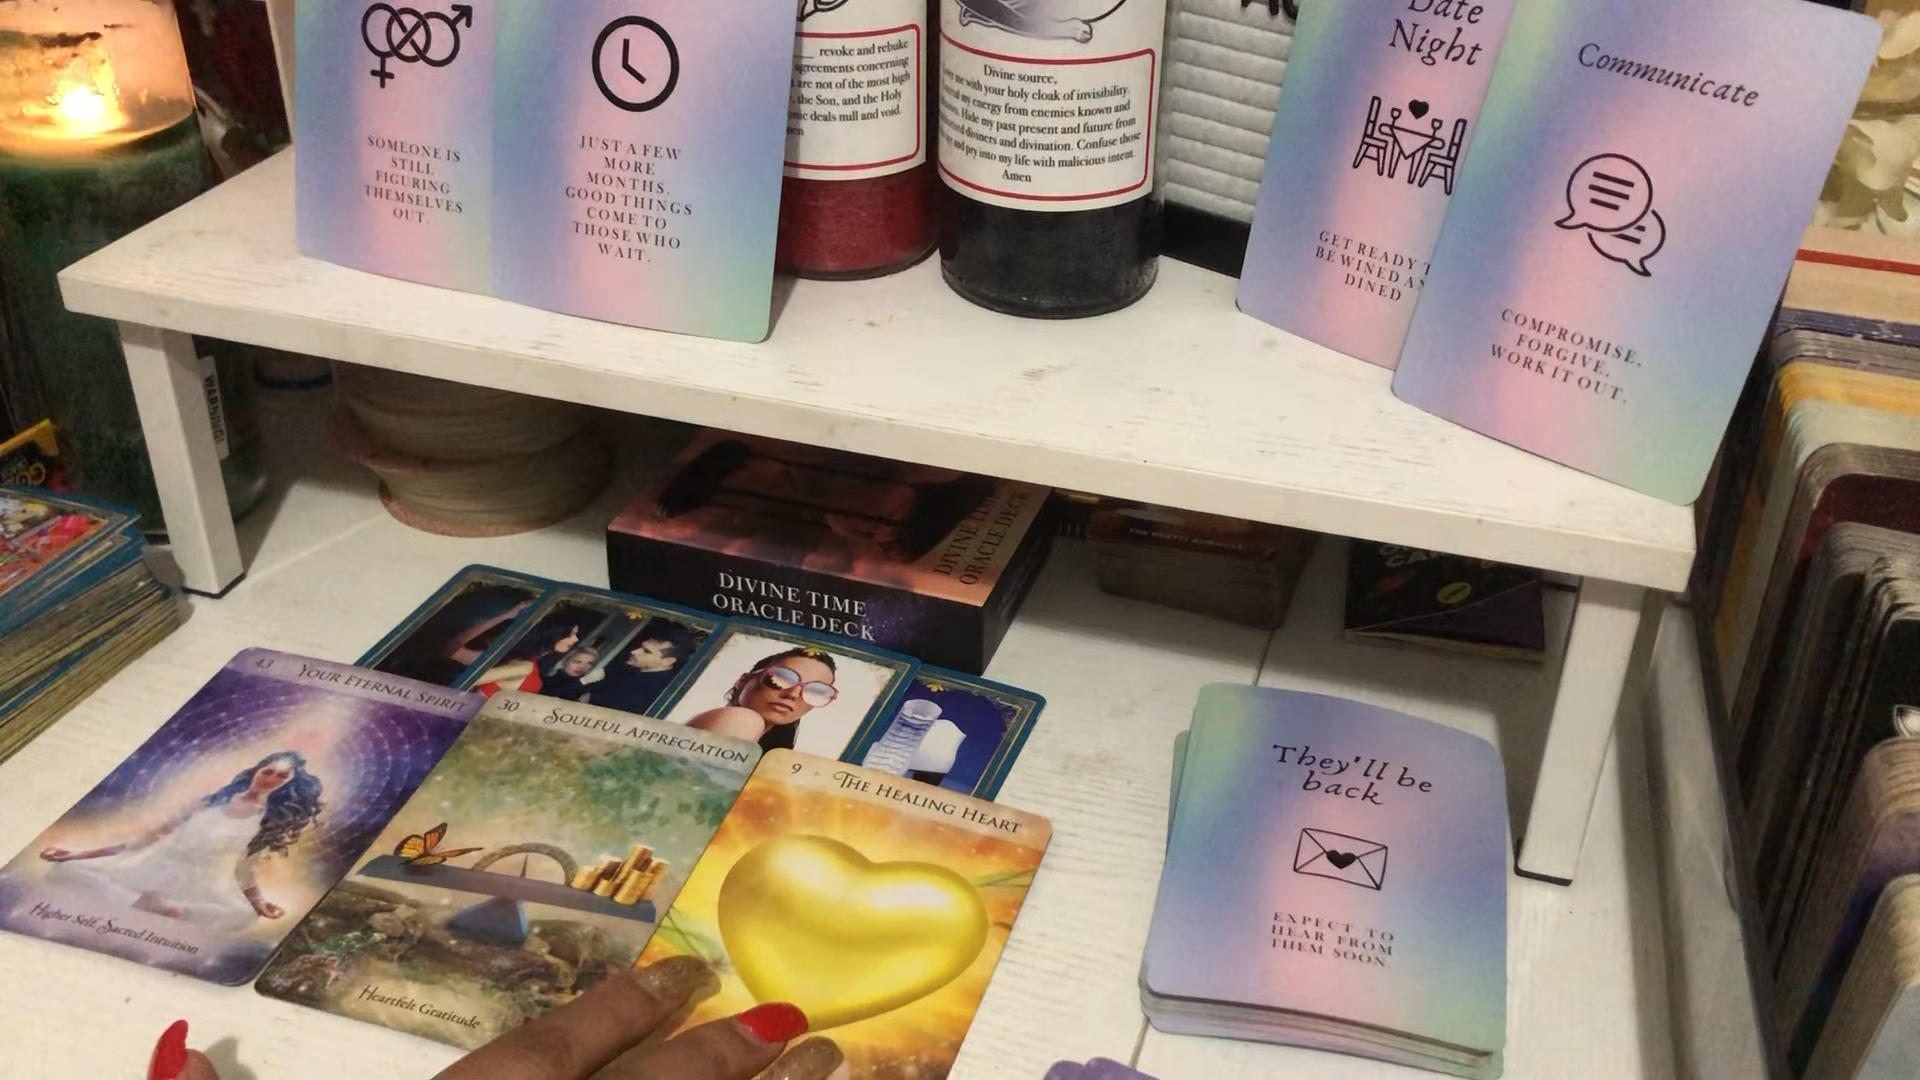 SOMEONE IS
STILL
FIGURING
THEMSELVES
OUT.
JUST A FEW
MORE
MONTHS.
GOOD THINGS
COME TO
THOSE WHO
WAIT.
revoke and rebuke
agreements concerning
are not of the most high
, the Son, and the Holy
deals null and void.
Divine source,
me with your holy cloak of invisibility.
my energy from enemies known and
Hide my past present and future from
diviners and divination. Confuse those
and pry into my life with malicious intent.
Amen
Date
Night
GET READY
BE WINED
DINED
Communicate
COMPROMISE.
FORGIVE.
WORK IT OUT.
WARNING!
DIVINE TIME
ORACLE DECK
DIVINE TIME
ORACLE DECK
43 YOUR ETERNAL SPIRIT
Higher Self, Sacred Intuition
30 SOULFUL APPRECIATION
Heartfelt Gratitude
9 THE HEALING HEART
They'll be
back
EXPECT TO
HEAR FROM
THEM SOON.